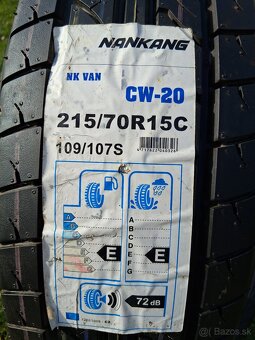 NANKANG
NK VAN
CW-20
215/70R15C
109/107S
A
B
C
D
E
F
G
E
E
72 dB
Bazos.sk